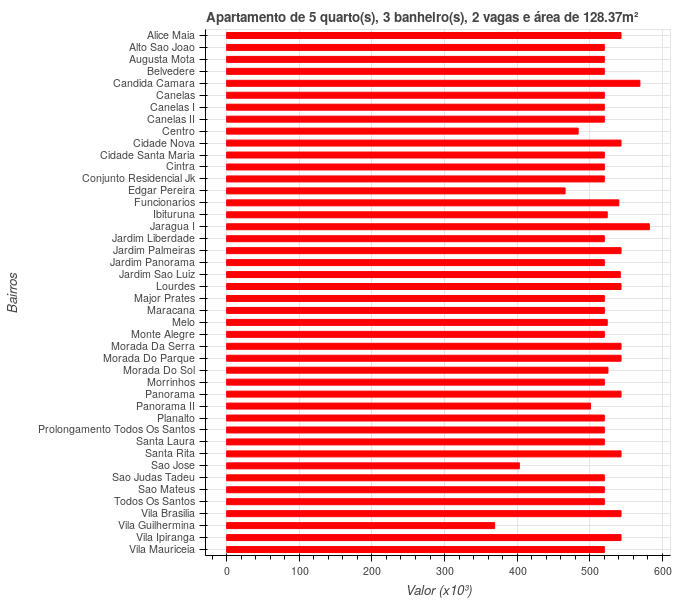 Apartamento de 5 quarto(s), 3 banheiro(s), 2 vagas e área de 128.37m²
Alice Maia
Alto Sao Joao
Augusta Mota
Belvedere
Candida Camara
Canelas
Canelas I
Canelas II
Centro
Cidade Nova
Cidade Santa Maria
Cintra
Conjunto Residencial Jk
Edgar Pereira
Funcionarios
Ibituruna
Jaragua I
Jardim Liberdade
Jardim Palmeiras
Jardim Panorama
Jardim Sao Luiz
Lourdes
Major Prates
Maracana
Melo
Monte Alegre
Morada Da Serra
Morada Do Parque
Morada Do Sol
Morrinhos
Panorama
Panorama II
Planalto
Prolongamento Todos Os Santos
Santa Laura
Santa Rita
Sao Jose
Sao Judas Tadeu
Sao Mateus
Todos Os Santos
Vila Brasilia
Vila Guilhermina
Vila Ipiranga
Vila Mauriceia
Bairros
0 100 200 300 400 500 600
Valor (x10³)